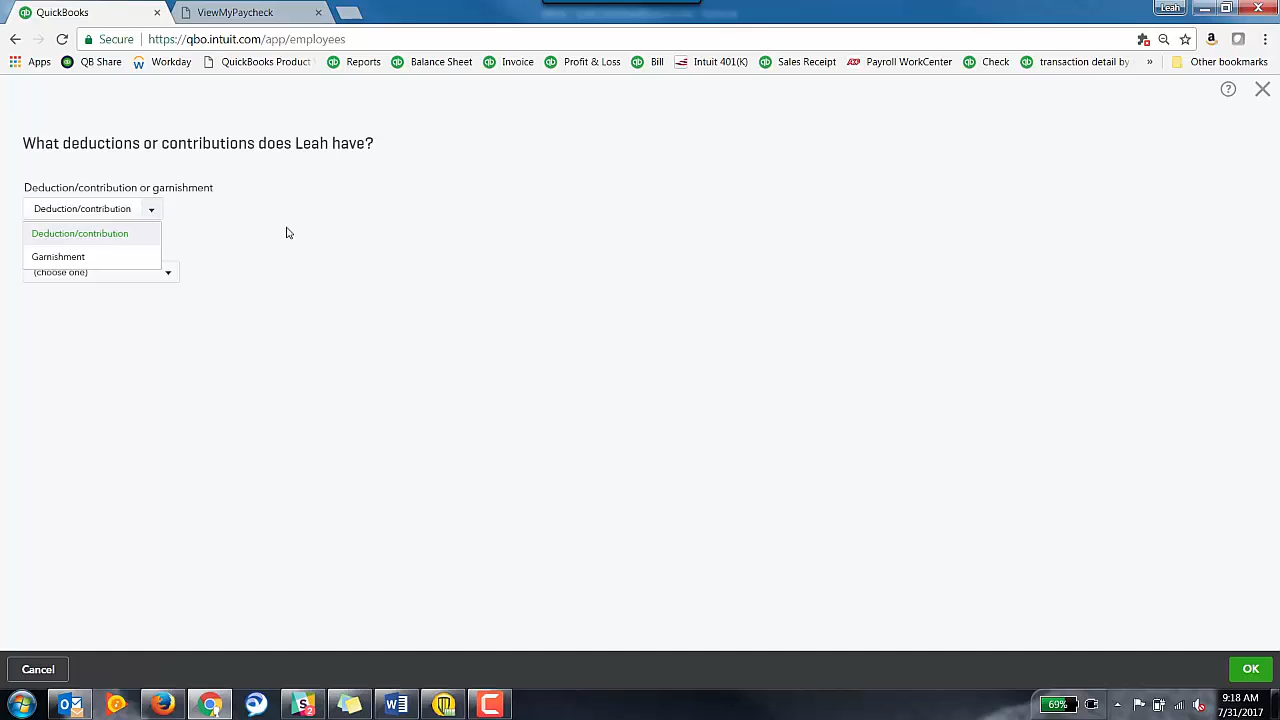 QuickBooks
ViewMyPaycheck
Leah
Secure https://qbo.intuit.com/app/employees
Apps QB Share Workday QuickBooks Product Reports Balance Sheet Invoice Profit & Loss Bill Intuit 401(K) Sales Receipt Payroll WorkCenter Check transaction detail by » Other bookmarks
What deductions or contributions does Leah have?
Deduction/contribution or garnishment
Deduction/contribution
Deduction/contribution
Garnishment
(choose one)
Cancel
OK
69%
9:18 AM
7/31/2017